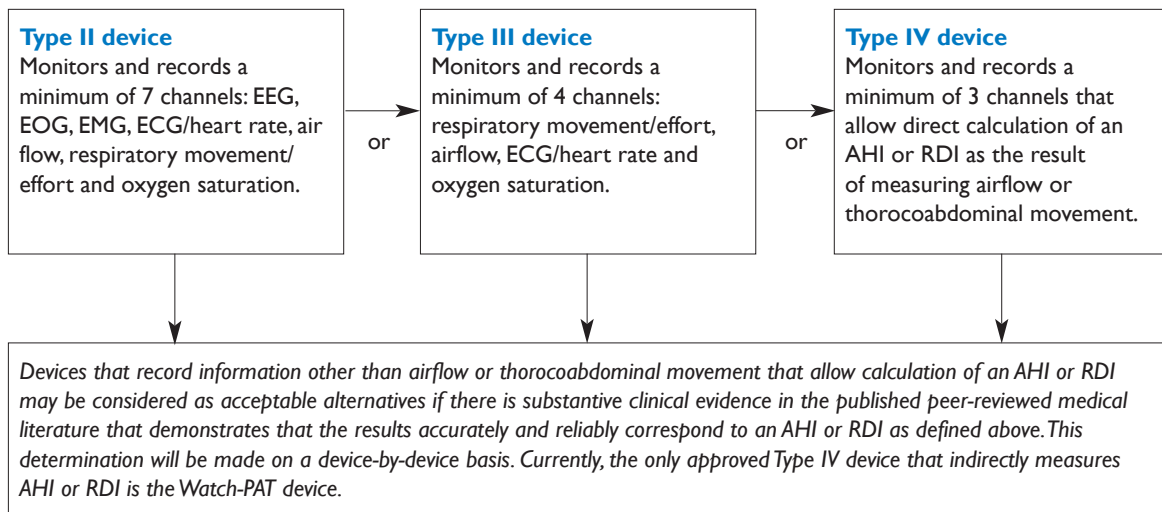 Type II device
Monitors and records a
minimum of 7 channels: EEG,
EOG, EMG, ECG/heart rate, air
flow, respiratory movement/
effort and oxygen saturation.
or
Type III device
Monitors and records a
minimum of 4 channels:
respiratory movement/effort,
airflow, ECG/heart rate and
oxygen saturation.
or
Type IV device
Monitors and records a
minimum of 3 channels that
allow direct calculation of an
AHI or RDI as the result
of measuring airflow or
thorocoabdominal movement.
Devices that record information other than airflow or thorocoabdominal movement that allow calculation of an AHI or RDI
may be considered as acceptable alternatives if there is substantive clinical evidence in the published peer-reviewed medical
literature that demonstrates that the results accurately and reliably correspond to an AHI or RDI as defined above. This
determination will be made on a device-by-device basis. Currently, the only approved Type IV device that indirectly measures
AHI or RDI is the Watch-PAT device.